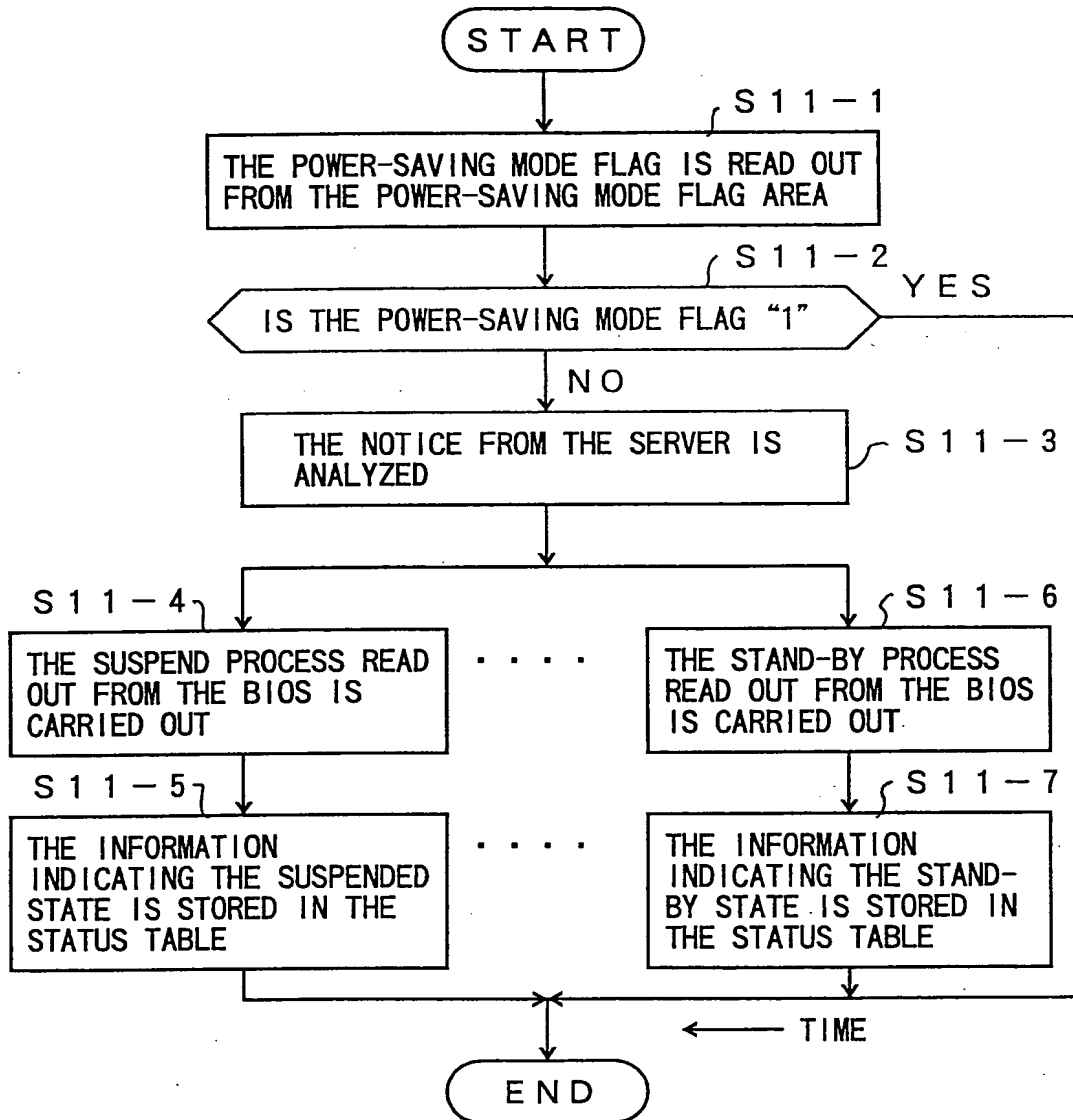 START
S11-1
THE POWER-SAVING MODE FLAG IS READ OUT
FROM THE POWER-SAVING MODE FLAG AREA
S11-2
YES
IS THE POWER-SAVING MODE FLAG “1”
NO
THE NOTICE FROM THE SERVER IS
ANALYZED
S11-3
S11-4
THE SUSPEND PROCESS READ
OUT FROM THE BIOS IS
CARRIED OUT
· · · ·
S11-6
THE STAND-BY PROCESS
READ OUT FROM THE BIOS
IS CARRIED OUT
S11-5
THE INFORMATION
INDICATING THE SUSPENDED
STATE IS STORED IN THE
STATUS TABLE
· · · ·
S11-7
THE INFORMATION
INDICATING THE STAND-
BY STATE IS STORED IN
THE STATUS TABLE
TIME
END